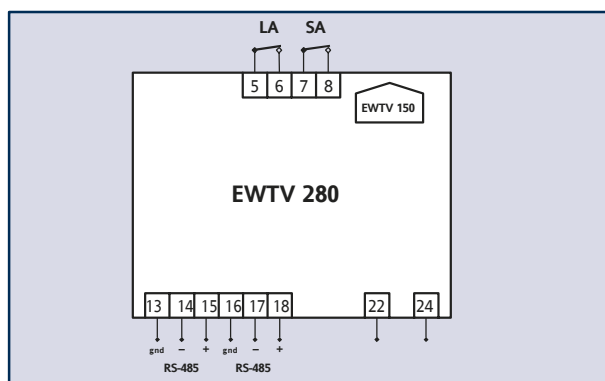 LA SA
5 6 7 8
EWTV 150
EWTV 280
13 14 15 16 17 18 22 24
gnd − + gnd − +
RS-485 RS-485